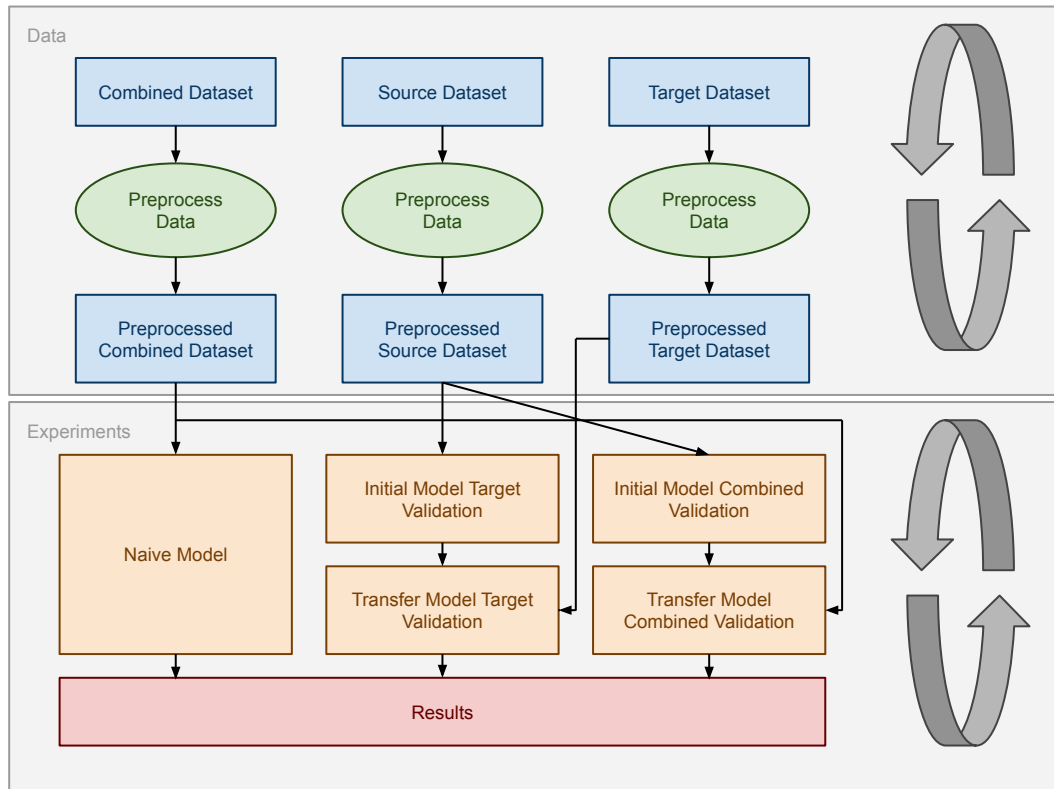 Data
Combined Dataset
Source Dataset
Target Dataset
Preprocess
Data
Preprocess
Data
Preprocess
Data
Preprocessed
Combined Dataset
Preprocessed
Source Dataset
Preprocessed
Target Dataset
Experiments
Naive Model
Initial Model Target
Validation
Initial Model Combined
Validation
Transfer Model Target
Validation
Transfer Model
Combined Validation
Results